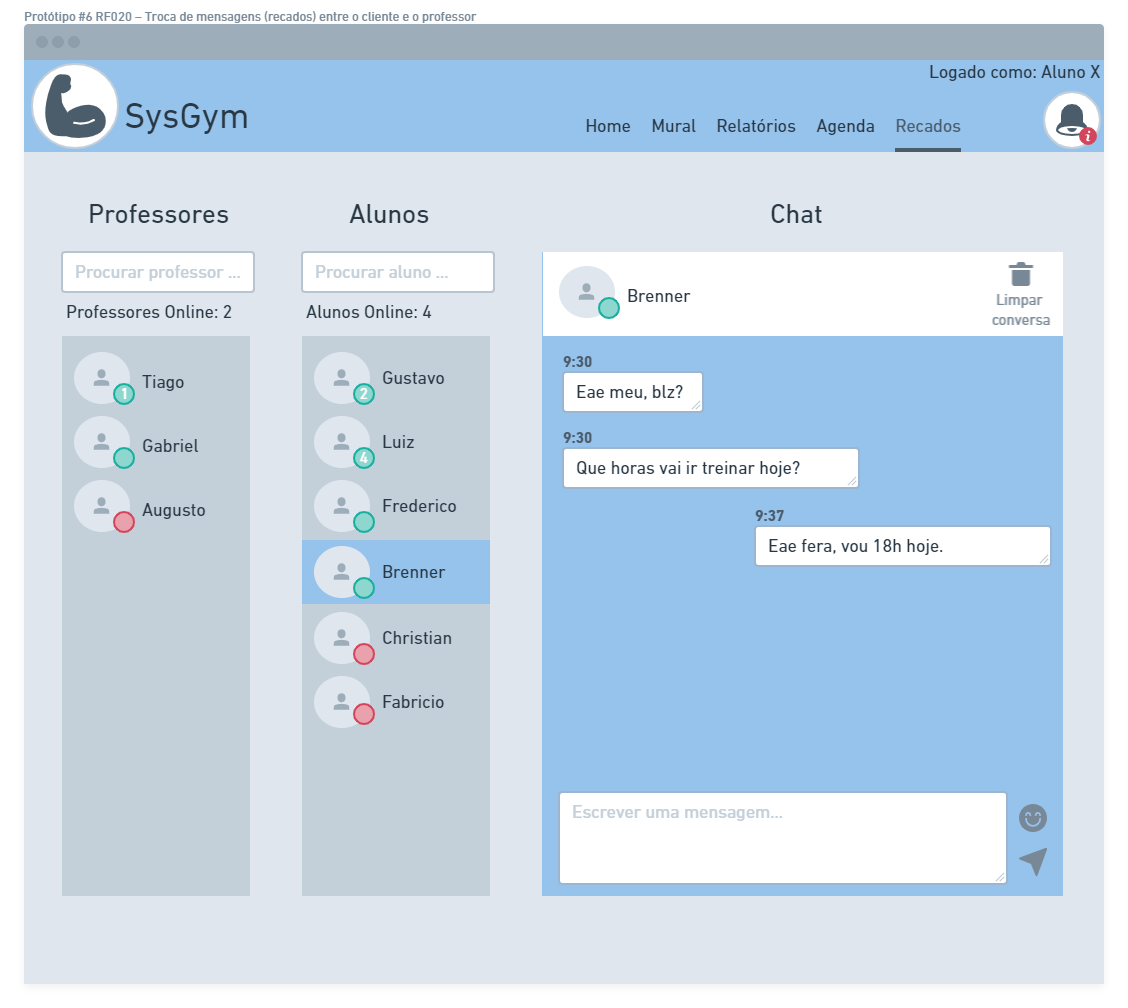 Protótipo #6 RF020 – Troca de mensagens (recados) entre o cliente e o professor
Logado como: Aluno X
SysGym
Home Mural Relatórios Agenda Recados
i
Professores
Procurar professor ...
Professores Online: 2
1
Tiago
Gabriel
Augusto
Alunos
Procurar aluno ...
Alunos Online: 4
2
Gustavo
4
Luiz
Frederico
Brenner
Christian
Fabricio
Chat
Brenner
Limpar
conversa
9:30
Eae meu, blz?
9:30
Que horas vai ir treinar hoje?
9:37
Eae fera, vou 18h hoje.
Escrever uma mensagem...